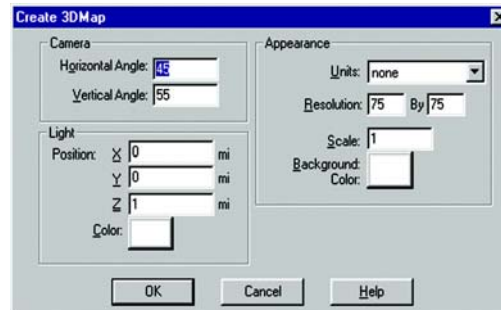 Create 3DMap
Camera
Horizontal Angle: 45
Vertical Angle: 55
Light
Position: X 0 mi
Y 0 mi
Z 1 mi
Color:
Appearance
Units: none
Resolution: 75 By 75
Scale: 1
Background
Color:
OK Cancel Help